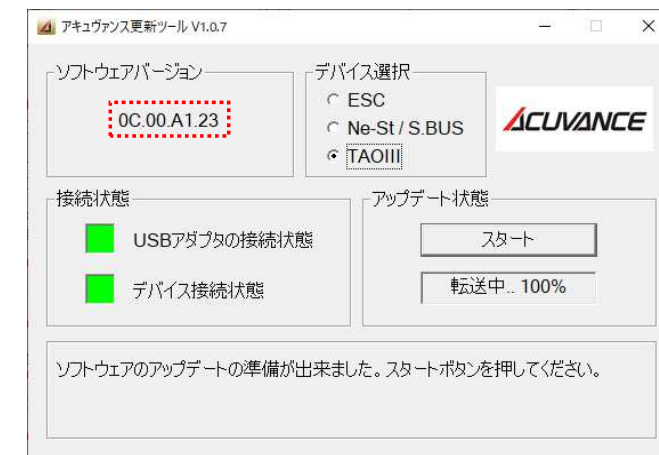 アキュヴァンス更新ツール V1.0.7
ソフトウェアバージョン
0C.00.A1.23
デバイス選択
ESC
Ne-St / S.BUS
TAOIII
ACUVANCE
接続状態
USBアダプタの接続状態
デバイス接続状態
アップデート状態
スタート
転送中.. 100%
ソフトウェアのアップデートの準備が出来ました。スタートボタンを押してください。